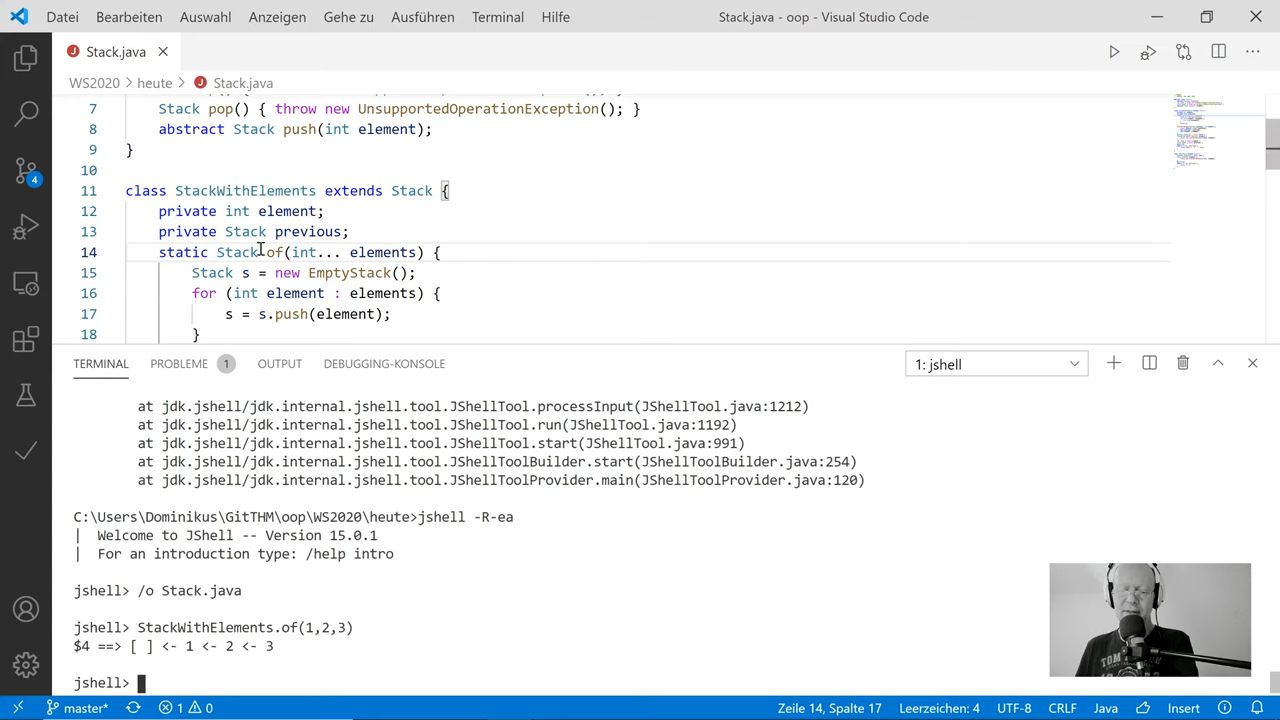 Datei Bearbeiten Auswahl Anzeigen Gehe zu Ausführen Terminal Hilfe Stack.java - oop - Visual Studio Code
Stack.java
WS2020 > heute > Stack.java
7 Stack pop() { throw new UnsupportedOperationException(); }
8 abstract Stack push(int element);
9 }
10
11 class StackWithElements extends Stack {
12 private int element;
13 private Stack previous;
14 static Stack of(int... elements) {
15 Stack s = new EmptyStack();
16 for (int element : elements) {
17 s = s.push(element);
18 }
4
TERMINAL PROBLEME 1 OUTPUT DEBUGGING-KONSOLE 1: jshell
at jdk.jshell/jdk.internal.jshell.tool.JShellTool.processInput(JShellTool.java:1212)
at jdk.jshell/jdk.internal.jshell.tool.JShellTool.run(JShellTool.java:1192)
at jdk.jshell/jdk.internal.jshell.tool.JShellTool.start(JShellTool.java:991)
at jdk.jshell/jdk.internal.jshell.tool.JShellToolBuilder.start(JShellToolBuilder.java:254)
at jdk.jshell/jdk.internal.jshell.tool.JShellToolProvider.main(JShellToolProvider.java:120)
C:\Users\Dominikus\GitTHM\oop\WS2020\heute>jshell -R-ea
| Welcome to JShell -- Version 15.0.1
| For an introduction type: /help intro
jshell> /o Stack.java
jshell> StackWithElements.of(1,2,3)
$4 ==> [ ] <- 1 <- 2 <- 3
jshell>
master* 1 0 Zeile 14, Spalte 17 Leerzeichen: 4 UTF-8 CRLF Java Insert